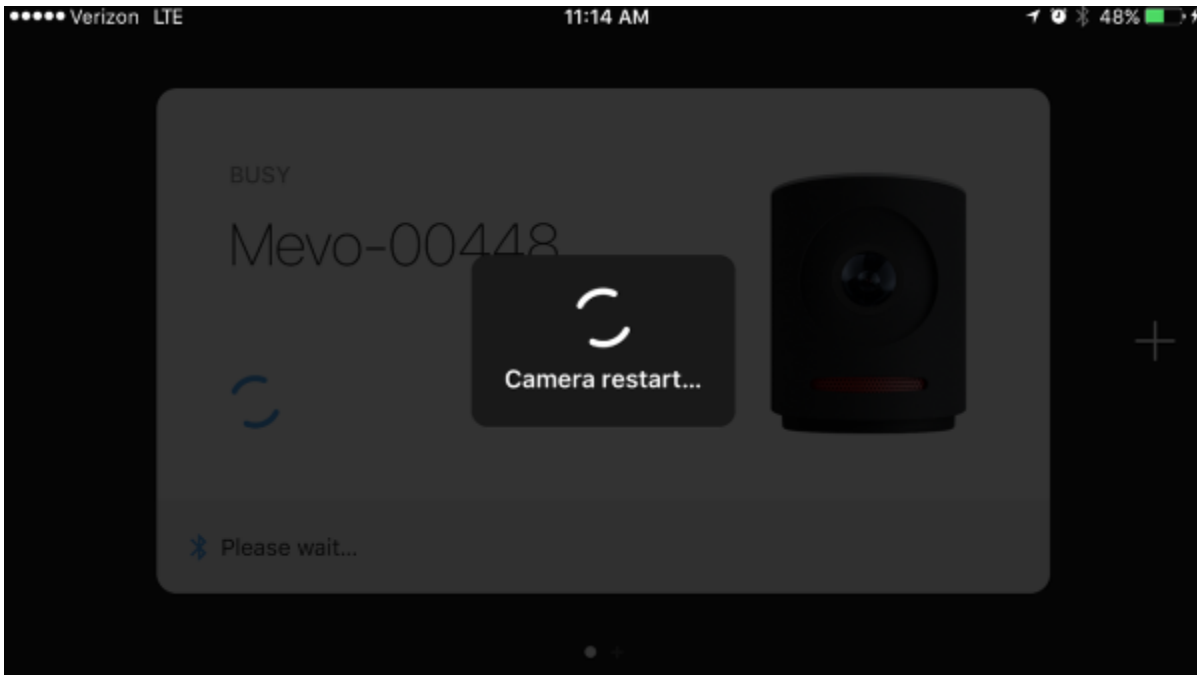 Verizon LTE 11:14 AM 48%
BUSY
Mevo-00448
Camera restart...
Please wait...